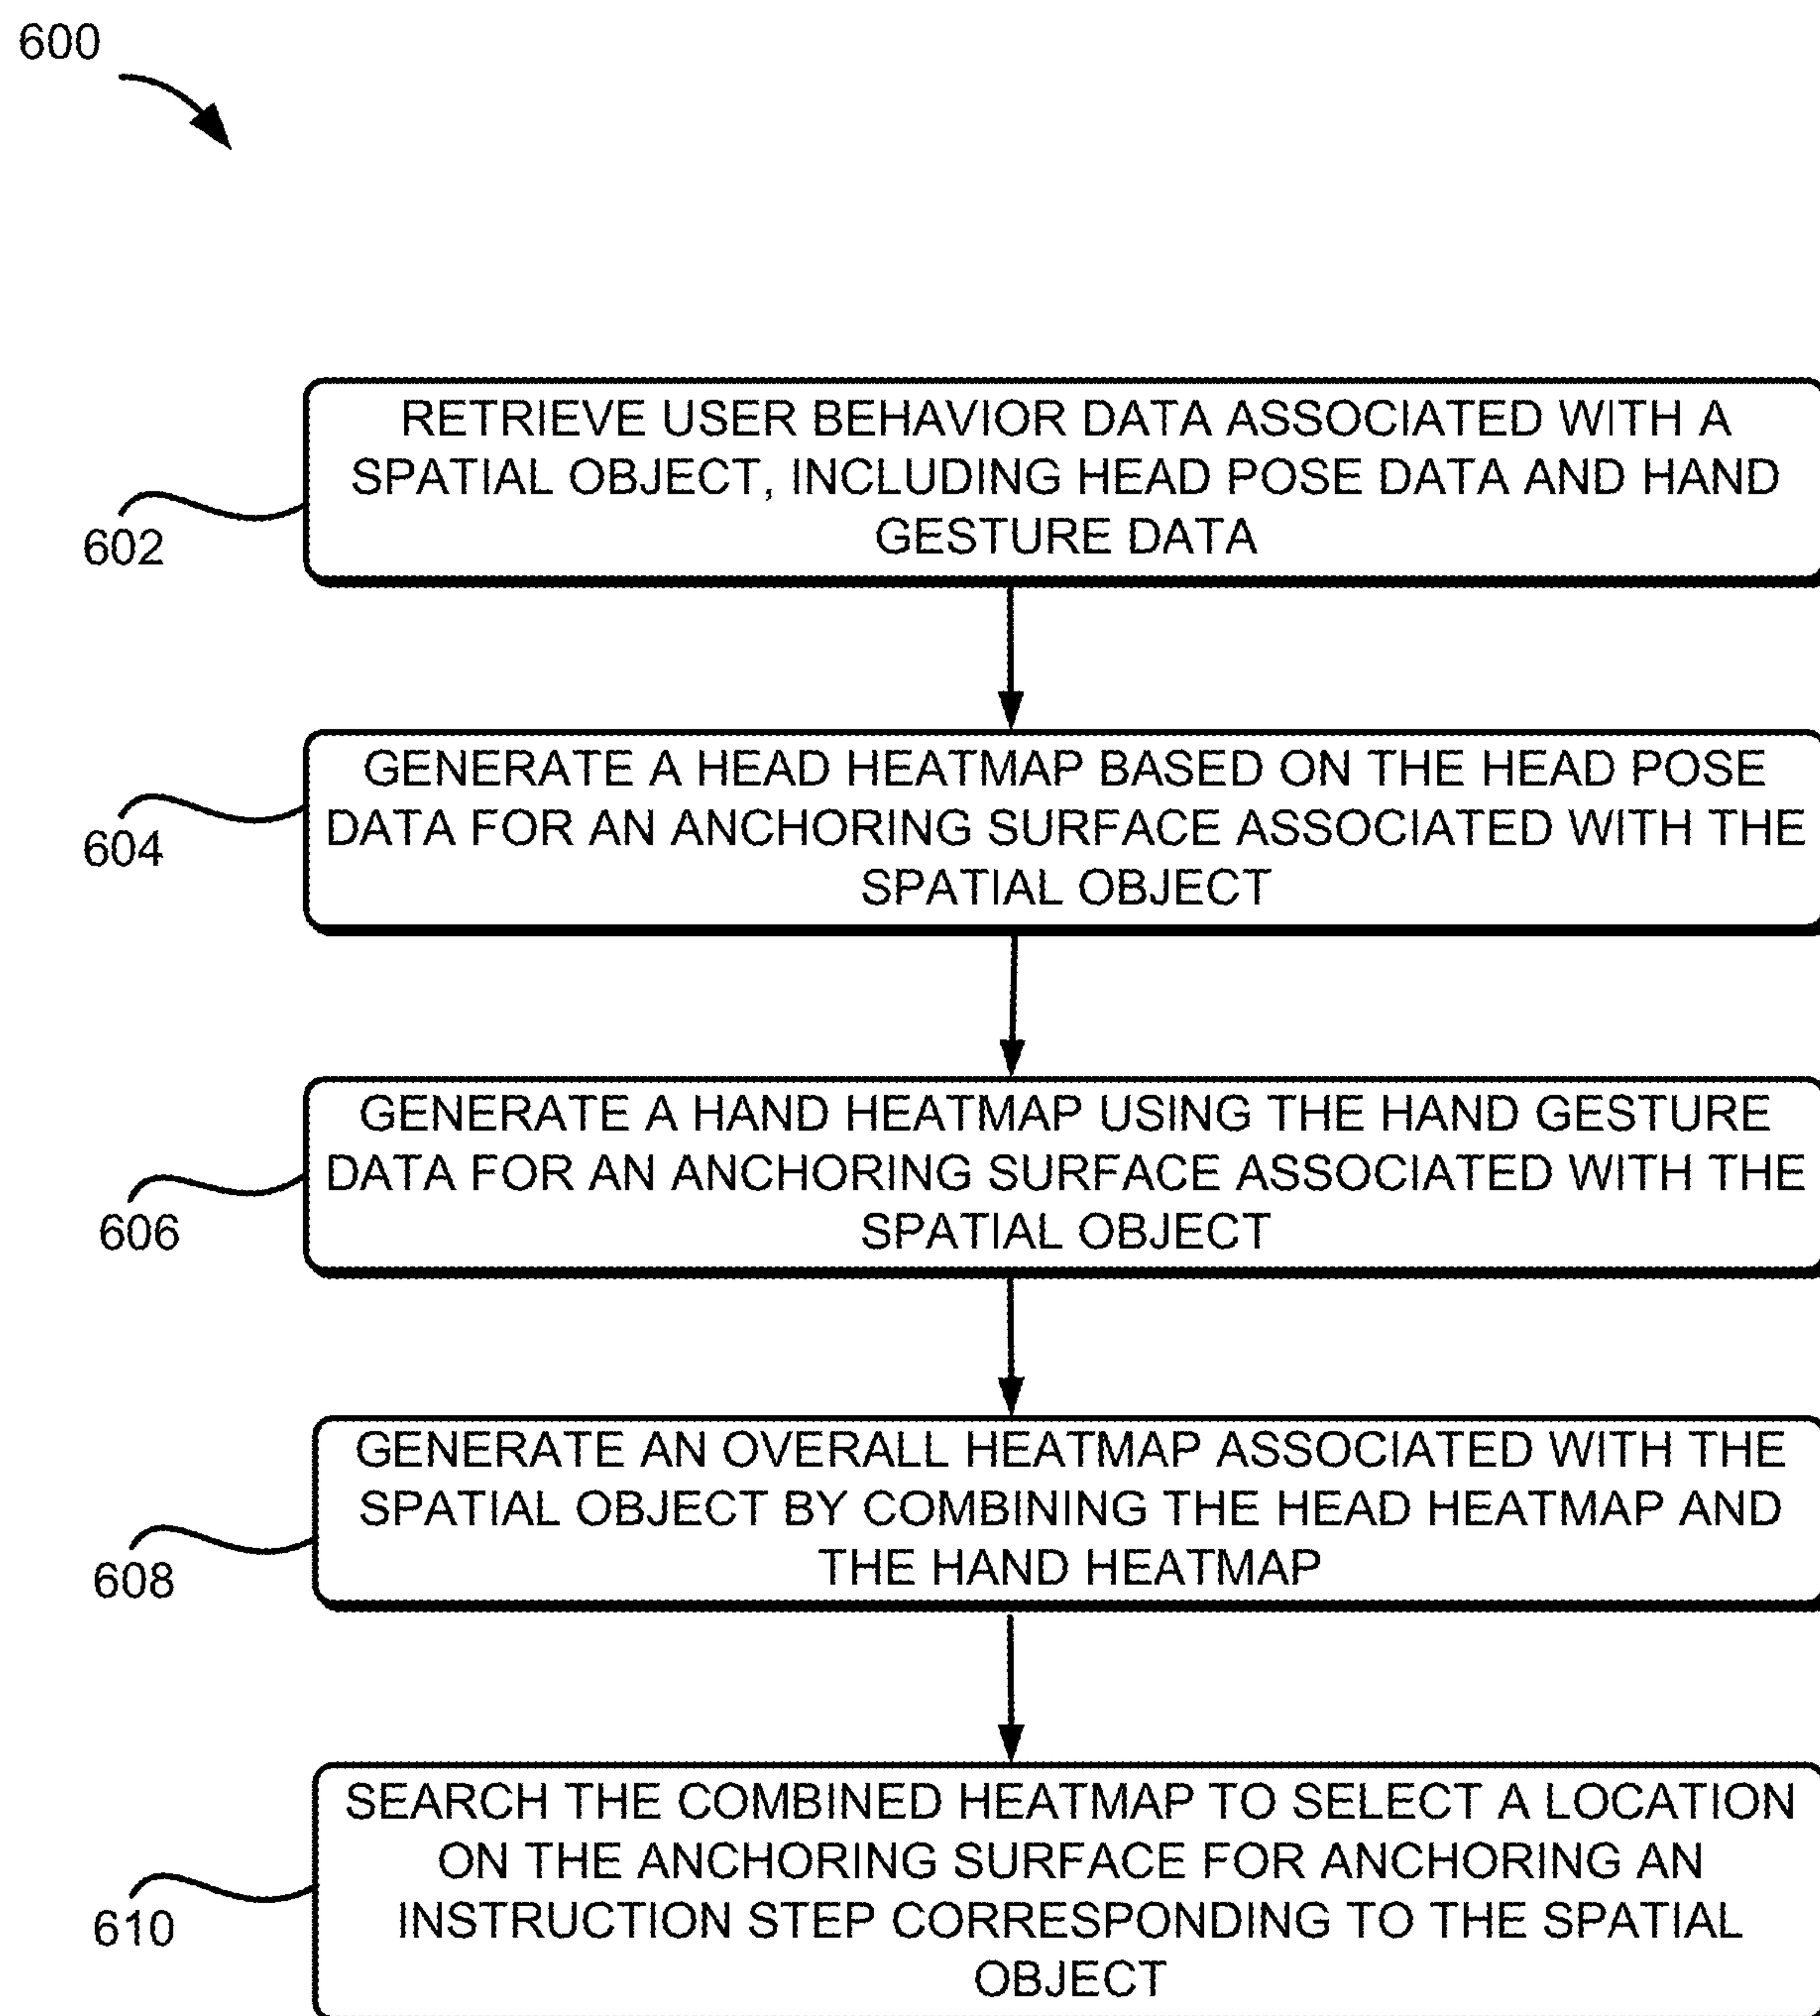 600
RETRIEVE USER BEHAVIOR DATA ASSOCIATED WITH A
SPATIAL OBJECT, INCLUDING HEAD POSE DATA AND HAND
GESTURE DATA
602
GENERATE A HEAD HEATMAP BASED ON THE HEAD POSE
DATA FOR AN ANCHORING SURFACE ASSOCIATED WITH THE
SPATIAL OBJECT
604
GENERATE A HAND HEATMAP USING THE HAND GESTURE
DATA FOR AN ANCHORING SURFACE ASSOCIATED WITH THE
SPATIAL OBJECT
606
GENERATE AN OVERALL HEATMAP ASSOCIATED WITH THE
SPATIAL OBJECT BY COMBINING THE HEAD HEATMAP AND
THE HAND HEATMAP
608
SEARCH THE COMBINED HEATMAP TO SELECT A LOCATION
ON THE ANCHORING SURFACE FOR ANCHORING AN
INSTRUCTION STEP CORRESPONDING TO THE SPATIAL
OBJECT
610